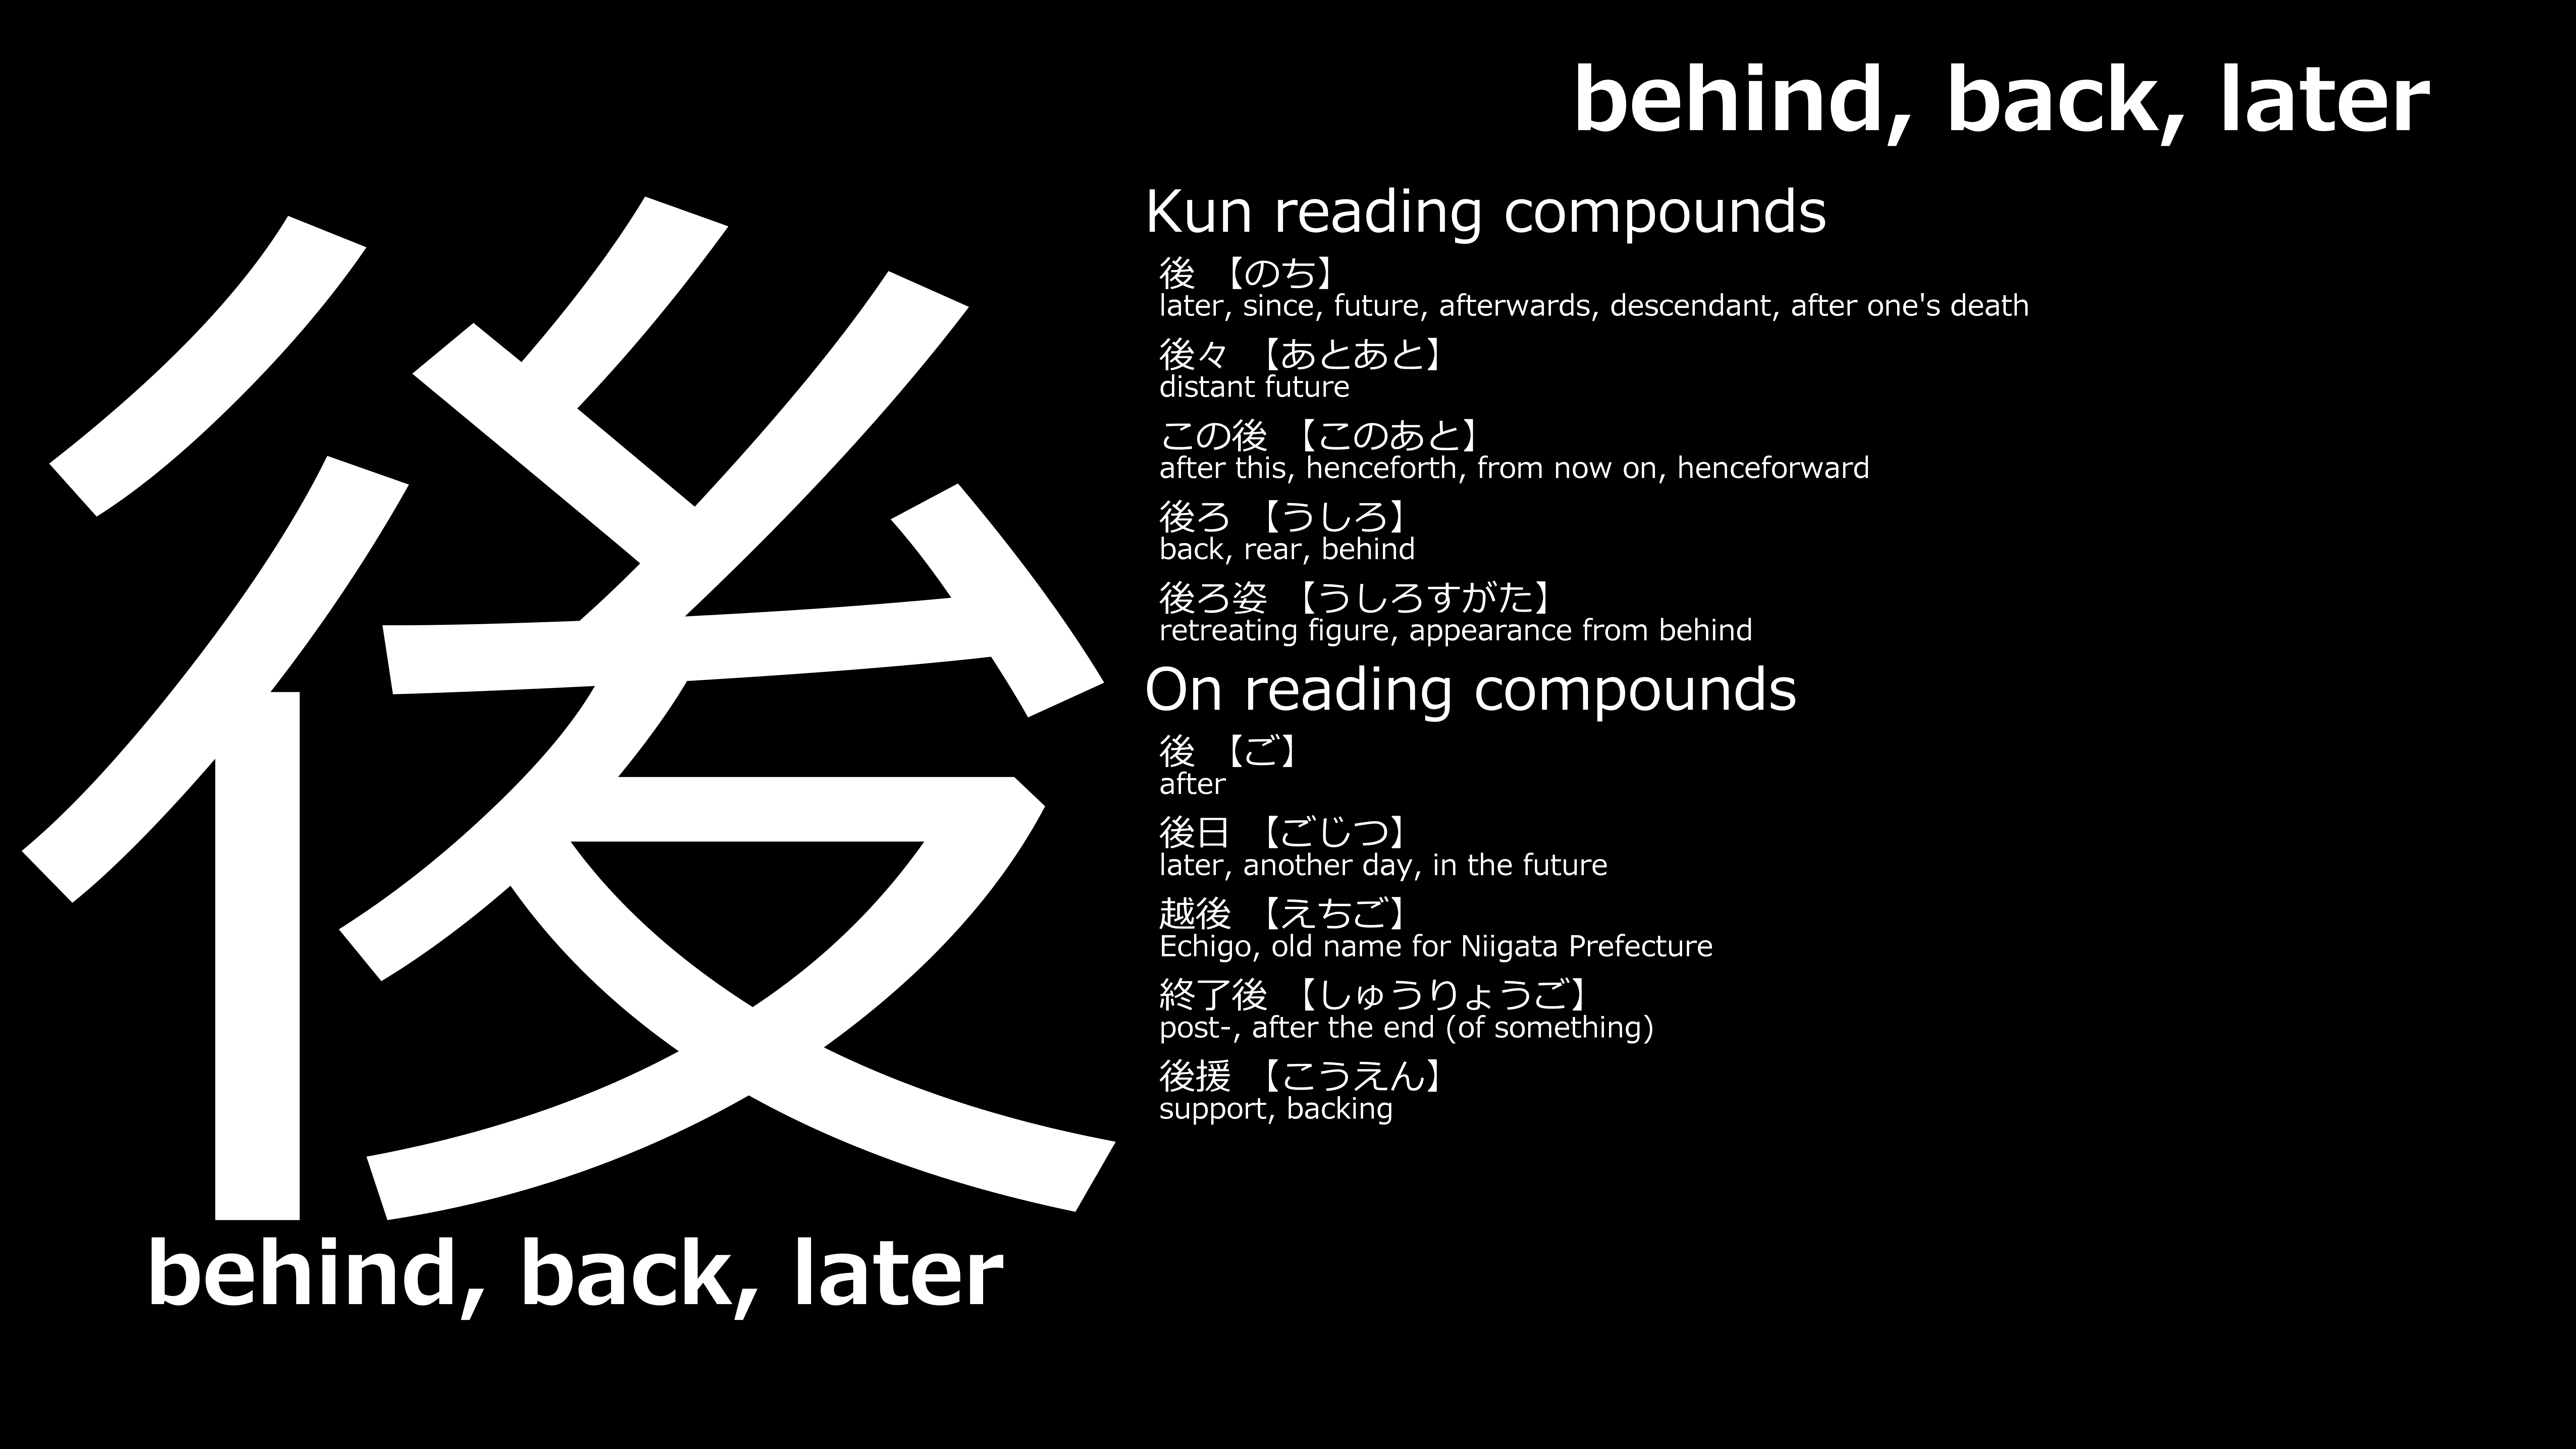 behind, back, later
後
behind, back, later
Kun reading compounds
後 【のち】
later, since, future, afterwards, descendant, after one's death
後々 【あとあと】
distant future
この後 【このあと】
after this, henceforth, from now on, henceforward
後ろ 【うしろ】
back, rear, behind
後ろ姿 【うしろすがた】
retreating figure, appearance from behind
On reading compounds
後 【ご】
after
後日 【ごじつ】
later, another day, in the future
越後 【えちご】
Echigo, old name for Niigata Prefecture
終了後 【しゅうりょうご】
post-, after the end (of something)
後援 【こうえん】
support, backing